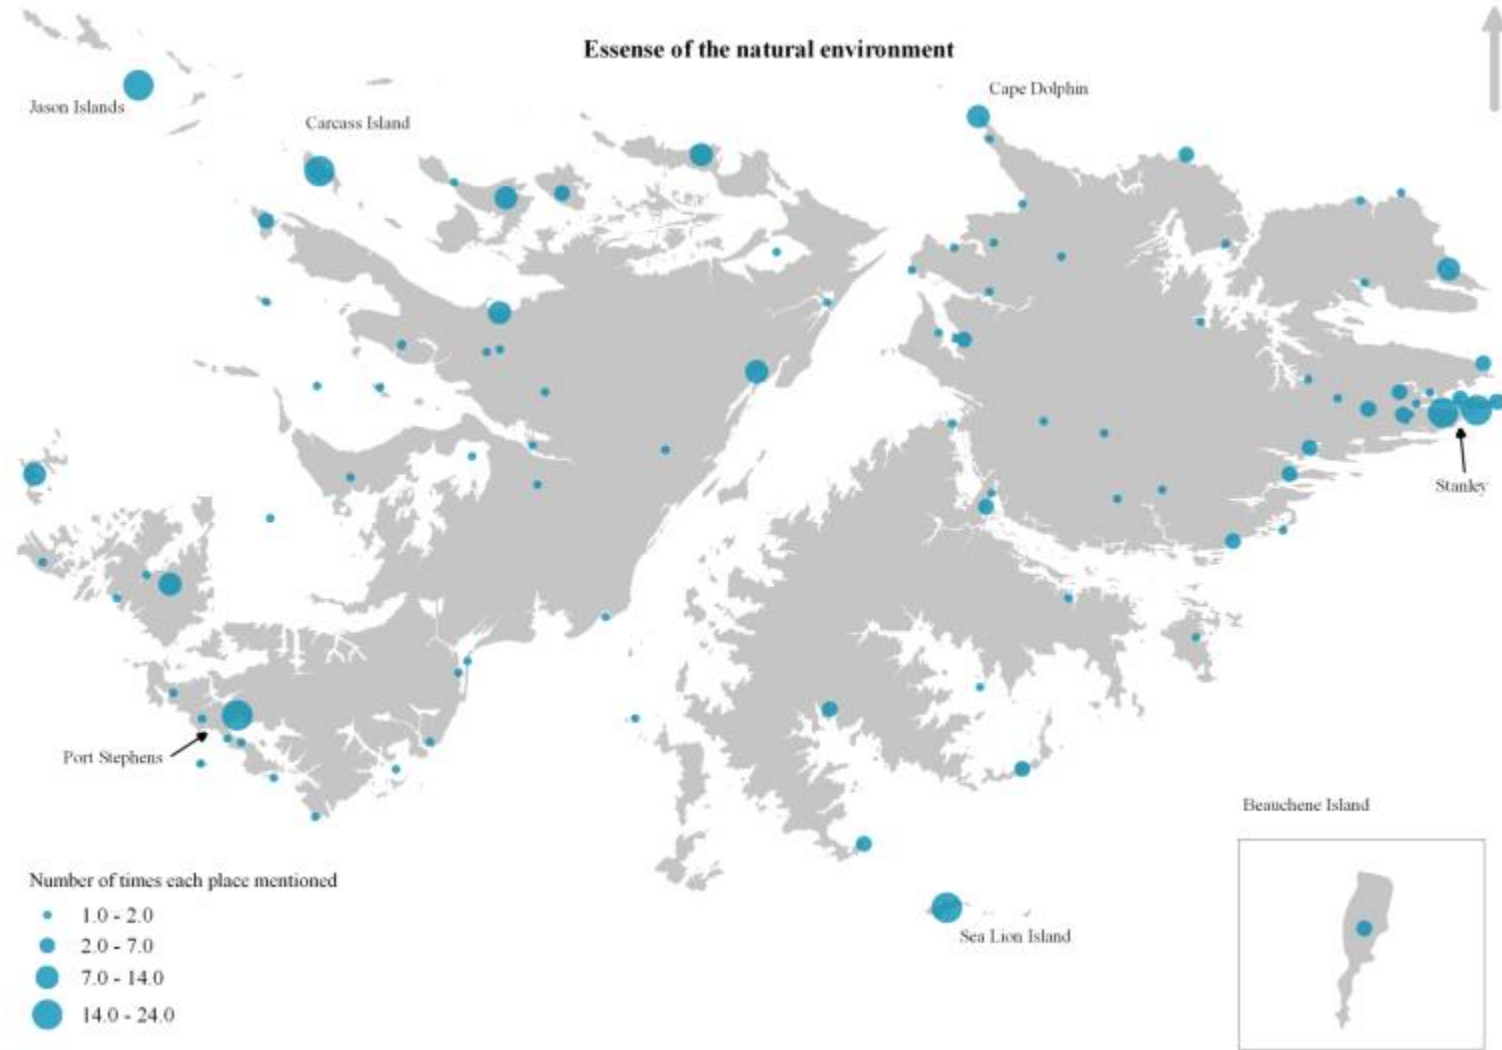 Essense of the natural environment
Cape Dolphin
Jason Islands
Carcass Island
Stanley
Port Stephens
Beauchene Island
Number of times each place mentioned
1.0 - 2.0
2.0 - 7.0
7.0 - 14.0
14.0 - 24.0
Sea Lion Island